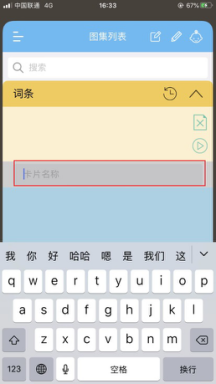 中国联通 4G 16:33 67%
图集列表
搜索
词条
卡片名称
我 你 好 哈哈 嗯 是 我们 这
q w e r t y u i o p
a s d f g h j k l
z x c v b n m
123 空格 换行